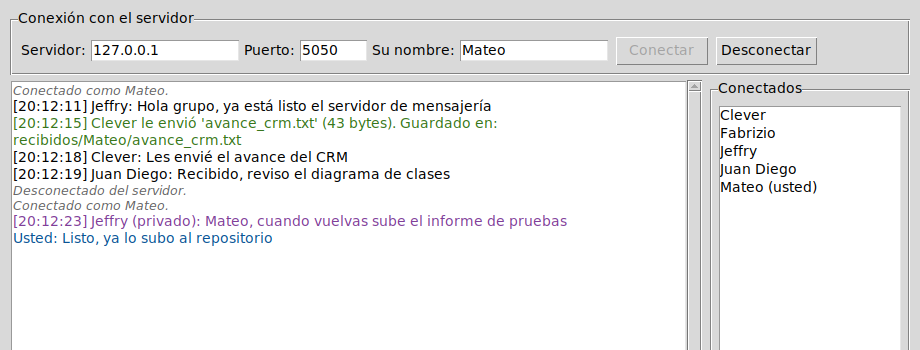 Conexión con el servidor
Servidor: 127.0.0.1 Puerto: 5050 Su nombre: Mateo Conectar Desconectar
Conectado como Mateo.
[20:12:11] Jeffry: Hola grupo, ya está listo el servidor de mensajería
[20:12:15] Clever le envió 'avance_crm.txt' (43 bytes). Guardado en:
recibidos/Mateo/avance_crm.txt
[20:12:18] Clever: Les envié el avance del CRM
[20:12:19] Juan Diego: Recibido, reviso el diagrama de clases
Desconectado del servidor.
Conectado como Mateo.
[20:12:23] Jeffry (privado): Mateo, cuando vuelvas sube el informe de pruebas
Usted: Listo, ya lo subo al repositorio
Conectados
Clever
Fabrizio
Jeffry
Juan Diego
Mateo (usted)